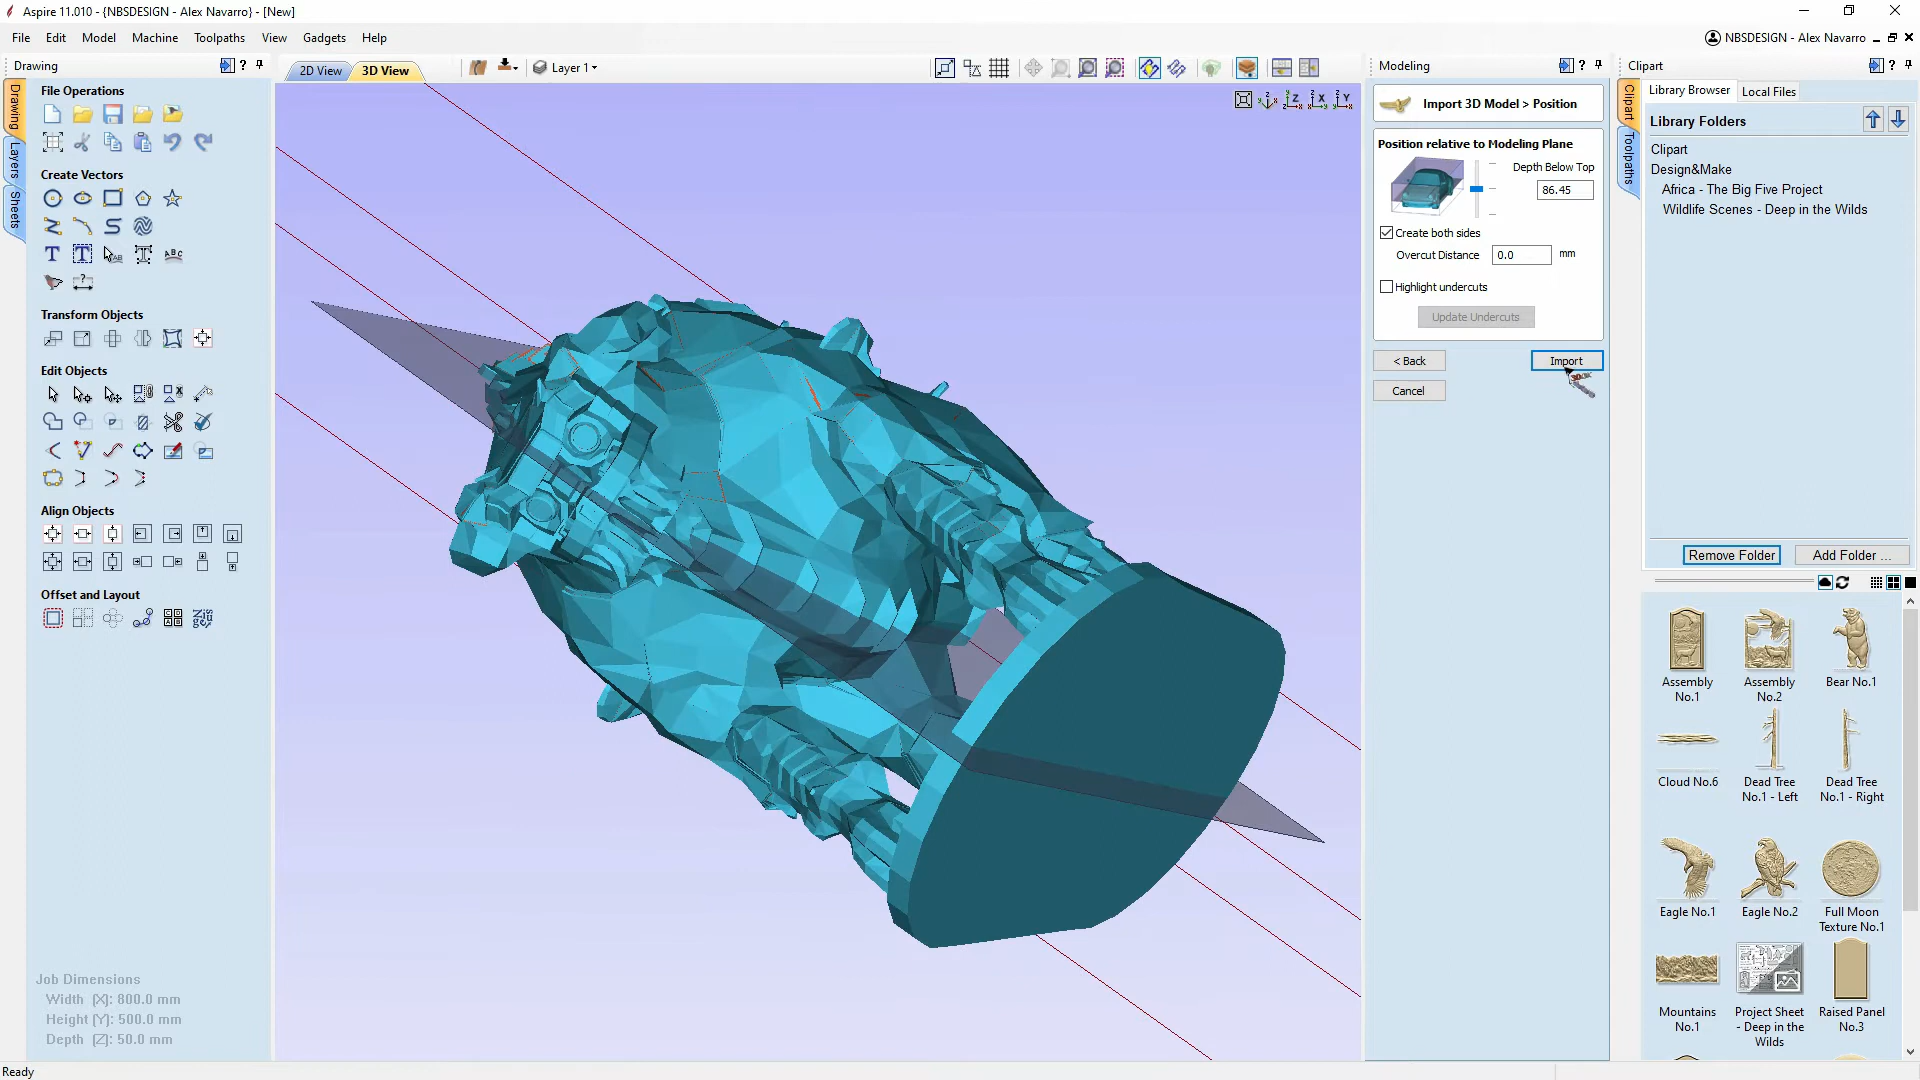 Aspire 11.010 - {NBSDESIGN - Alex Navarro} - [New]
File Edit Model Machine Toolpaths View Gadgets Help
NBSDESIGN - Alex Navarro
Drawing
2D View
3D View
Layer 1
Modeling
Clipart
Drawing
Layers
Sheets
File Operations
Create Vectors
Transform Objects
Edit Objects
Align Objects
Offset and Layout
Job Dimensions
Width (X): 800.0 mm
Height (Y): 500.0 mm
Depth (Z): 50.0 mm
Ready
Import 3D Model > Position
Position relative to Modeling Plane
Depth Below Top
86.45
Create both sides
Overcut Distance 0.0 mm
Highlight undercuts
Update Undercuts
< Back
Import
Cancel
Clipart
Toolpaths
Library Browser
Local Files
Library Folders
Clipart
Design&Make
Africa - The Big Five Project
Wildlife Scenes - Deep in the Wilds
Remove Folder
Add Folder ...
Assembly
No.1
Assembly
No.2
Bear No.1
Cloud No.6
Dead Tree
No.1 - Left
Dead Tree
No.1 - Right
Eagle No.1
Eagle No.2
Full Moon
Texture No.1
Mountains
No.1
Project Sheet
- Deep in the
Wilds
Raised Panel
No.3